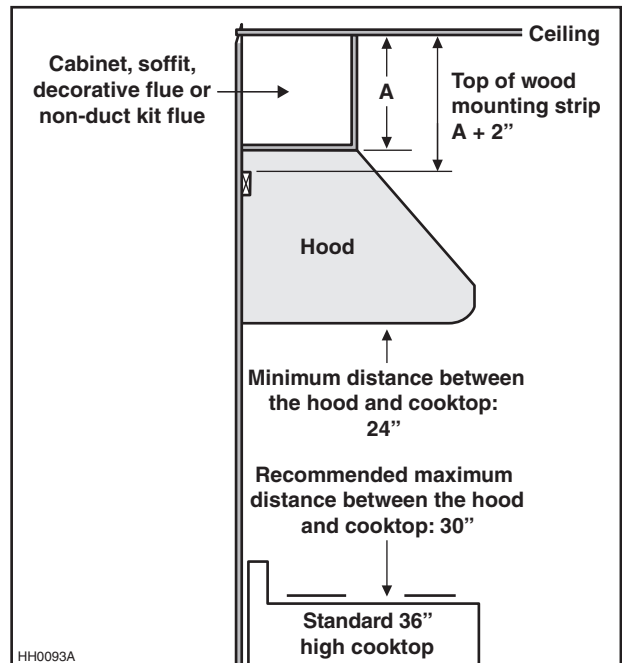 Ceiling
Cabinet, soffit,
decorative flue or
non-duct kit flue
A
Top of wood
mounting strip
A + 2”
Hood
Minimum distance between
the hood and cooktop:
24”
Recommended maximum
distance between the hood
and cooktop: 30”
Standard 36”
high cooktop
HH0093A